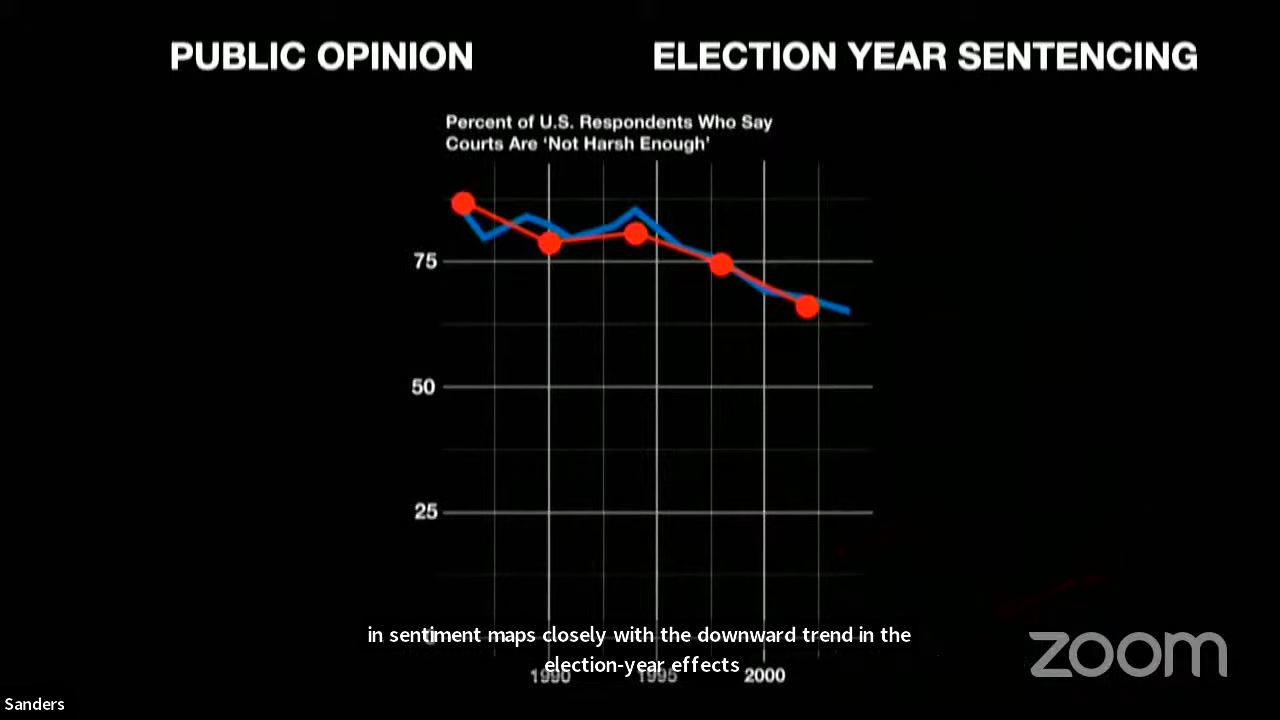 PUBLIC OPINION
ELECTION YEAR SENTENCING
Percent of U.S. Respondents Who Say
Courts Are 'Not Harsh Enough'
75
50
25
0
in sentiment maps closely with the downward trend in the
election-year effects
1990
1995
2000
zoom
Sanders